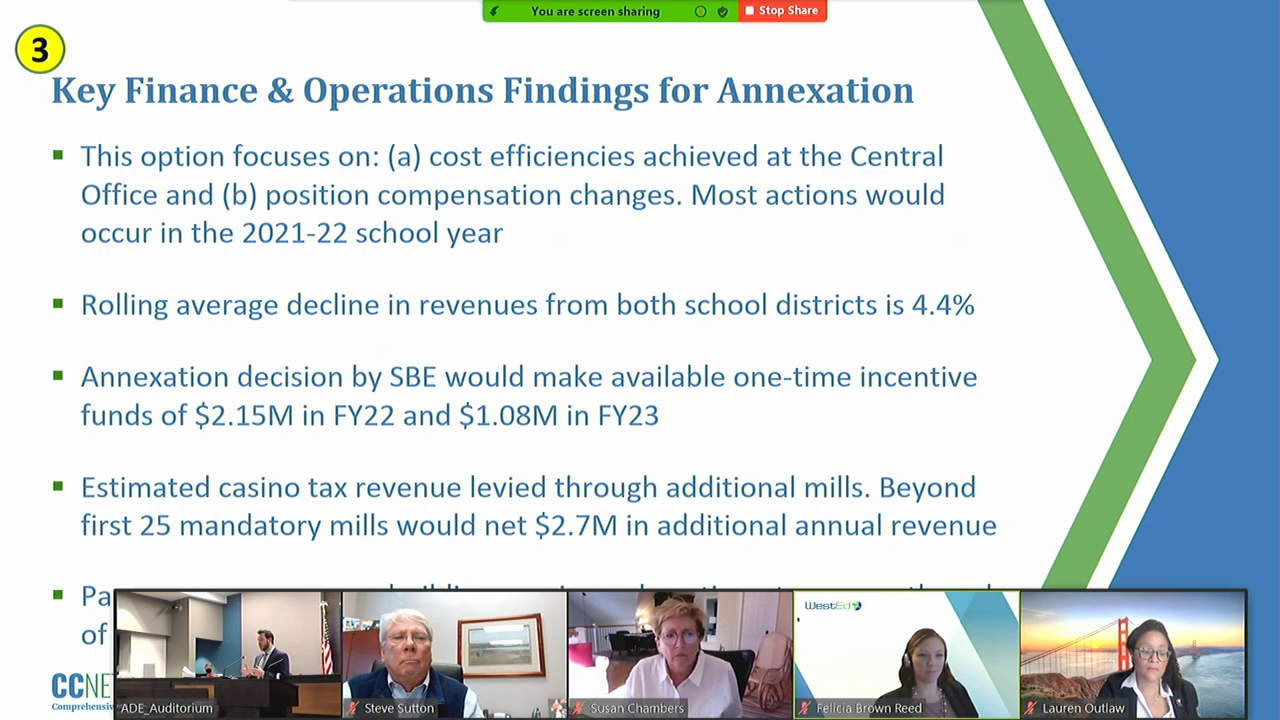 You are screen sharing
Stop Share
3
Key Finance & Operations Findings for Annexation
This option focuses on: (a) cost efficiencies achieved at the Central
Office and (b) position compensation changes. Most actions would
occur in the 2021-22 school year
Rolling average decline in revenues from both school districts is 4.4%
Annexation decision by SBE would make available one-time incentive
funds of $2.15M in FY22 and $1.08M in FY23
Estimated casino tax revenue levied through additional mills. Beyond
first 25 mandatory mills would net $2.7M in additional annual revenue
of
WestEd
ADE_Auditorium
Steve Sutton
Susan Chambers
Felicia Brown Reed
Lauren Outlaw